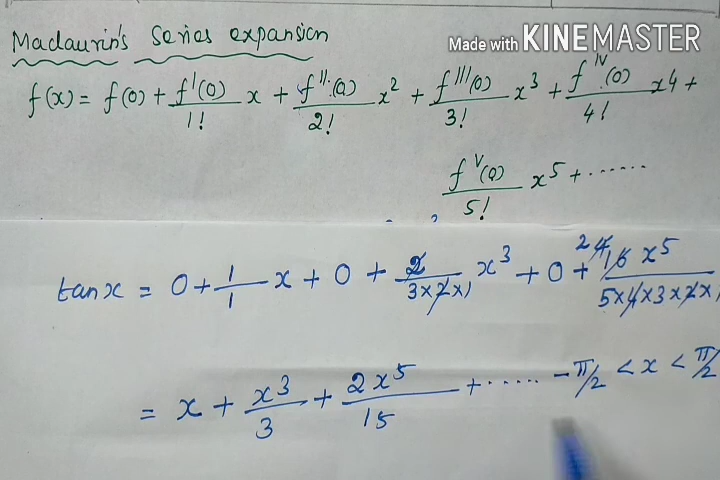 Maclaurin's Series expansion
Made with KINEMASTER
f(x) = f(0) + f'(0)/1! x + f''(0)/2! x² + f'''(0)/3! x³ + f^IV(0)/4! x⁴ +
f^V(0)/5! x⁵ + ......
tan x = 0 + 1/1 x + 0 + 2/(3×2×1) x³ + 0 + 16 x⁵/(5×4×3×2×1
= x + x³/3 + 2x⁵/15 + ...... -π/2 < x < π/2